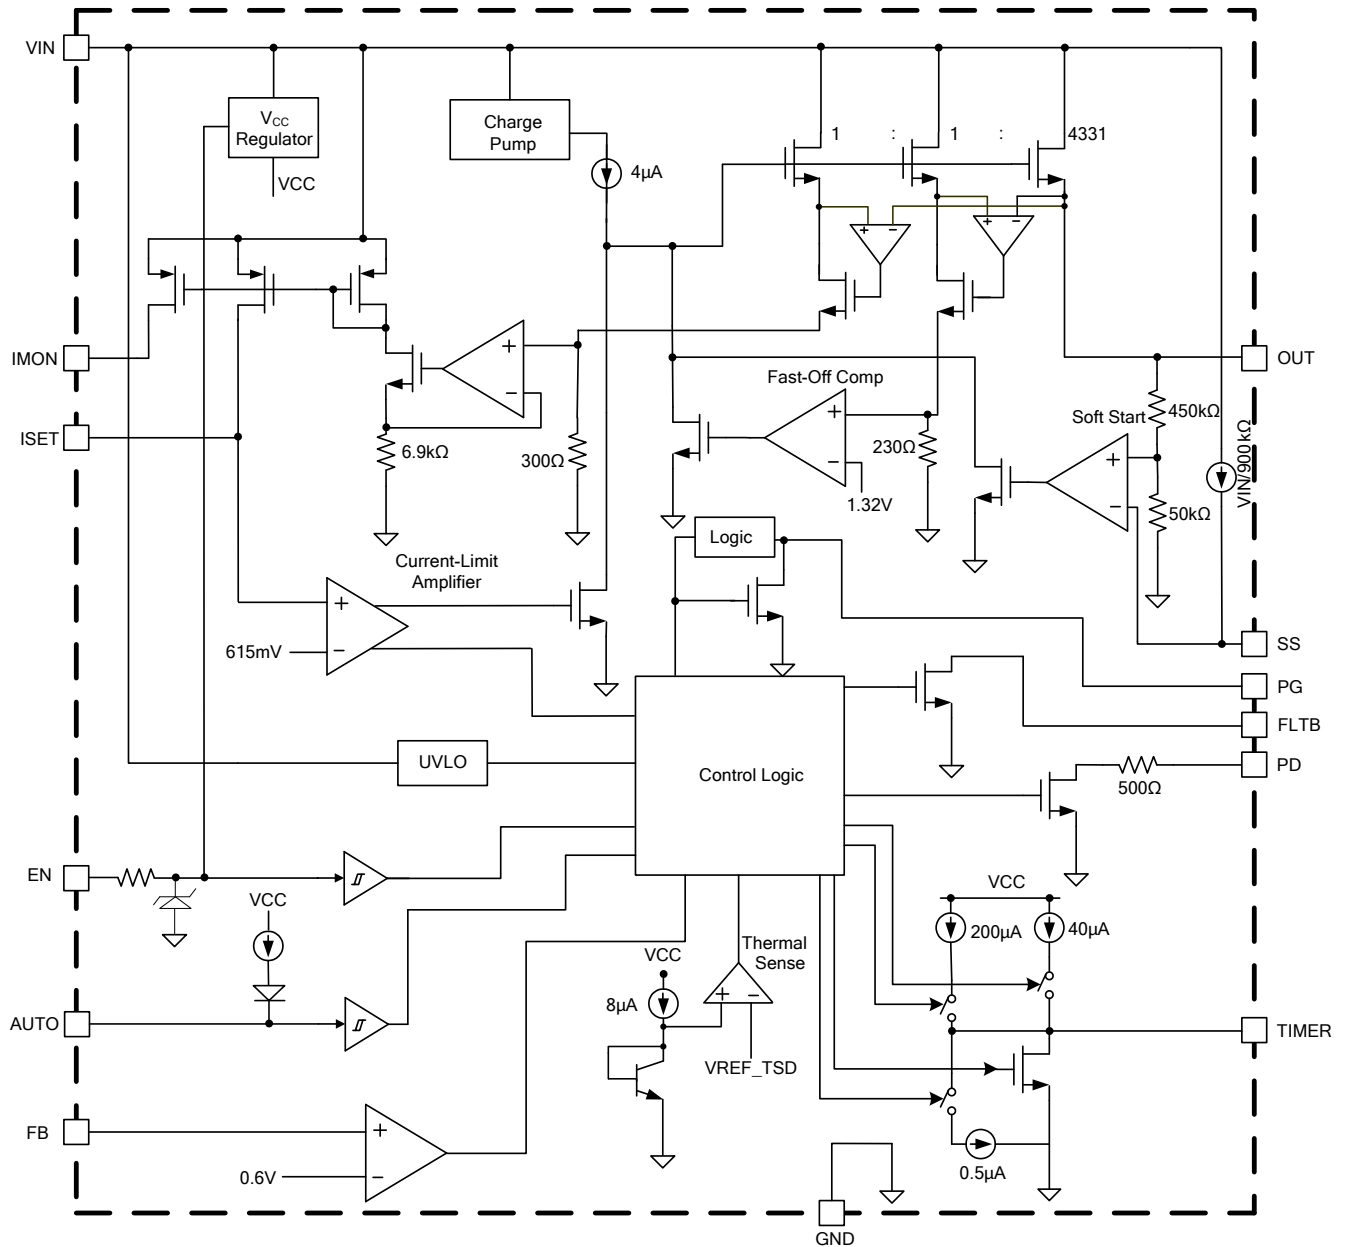 VIN
VCC
Regulator
VCC
Charge
Pump
4µA
1 : 1 : 4331
+ − + −
IMON
OUT
+
−
Fast-Off Comp
Soft Start
450kΩ
ISET
6.9kΩ
300Ω
+
−
230Ω
1.32V
+
−
50kΩ
VIN/900 kΩ
Logic
Current-Limit
Amplifier
+
−
615mV
SS
PG
FLTB
PD
500Ω
UVLO
Control Logic
EN
VCC
VCC
200µA
40µA
VCC
Thermal
Sense
8µA
+ −
VREF_TSD
AUTO
TIMER
FB
+
−
0.6V
0.5µA
GND